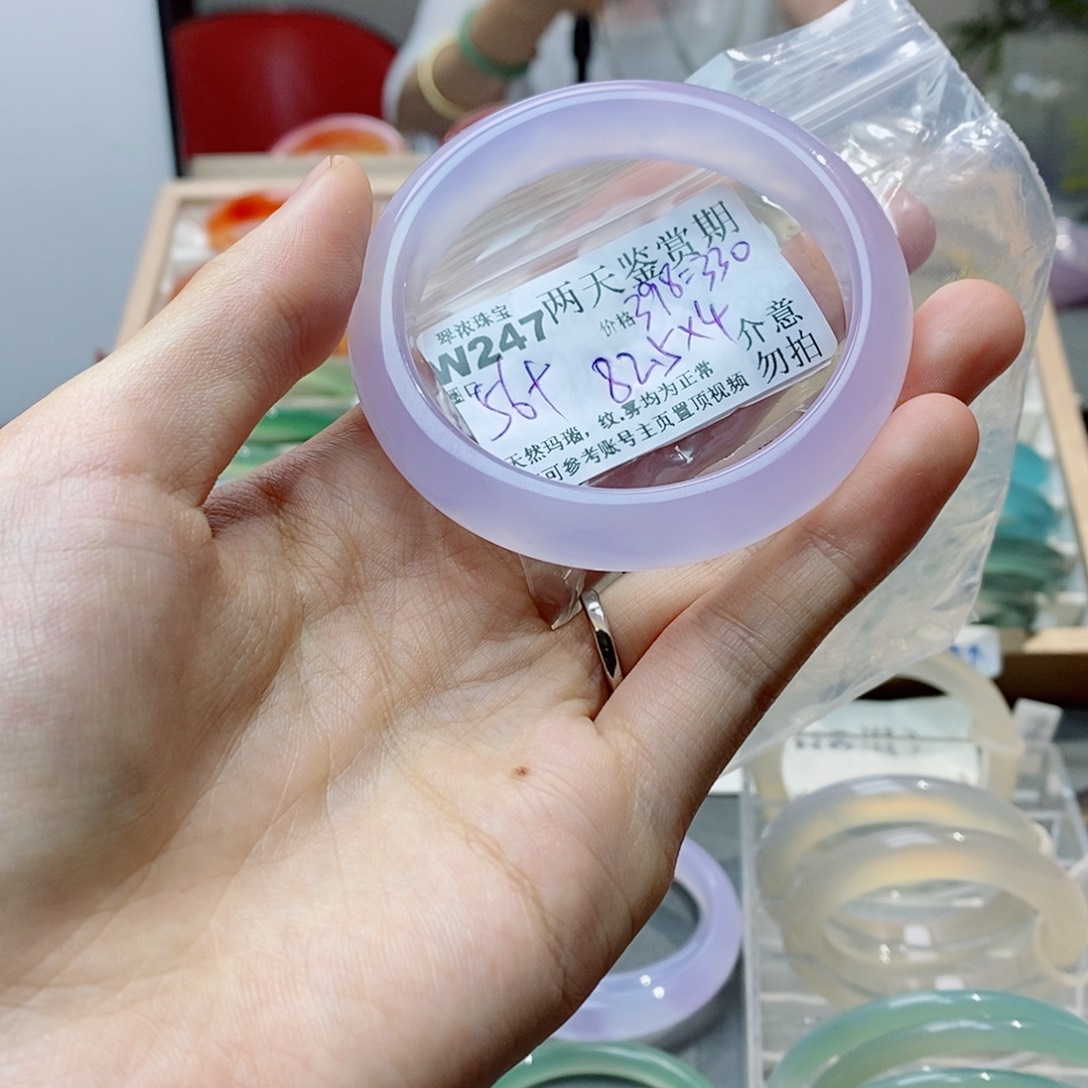 翠浓珠宝 两天鉴赏期
W247 价格 398=330
圈口 56+ 82.5×4 介意
天然玛瑙，纹.雾均为正常 勿拍
可参考账号主页置顶视频